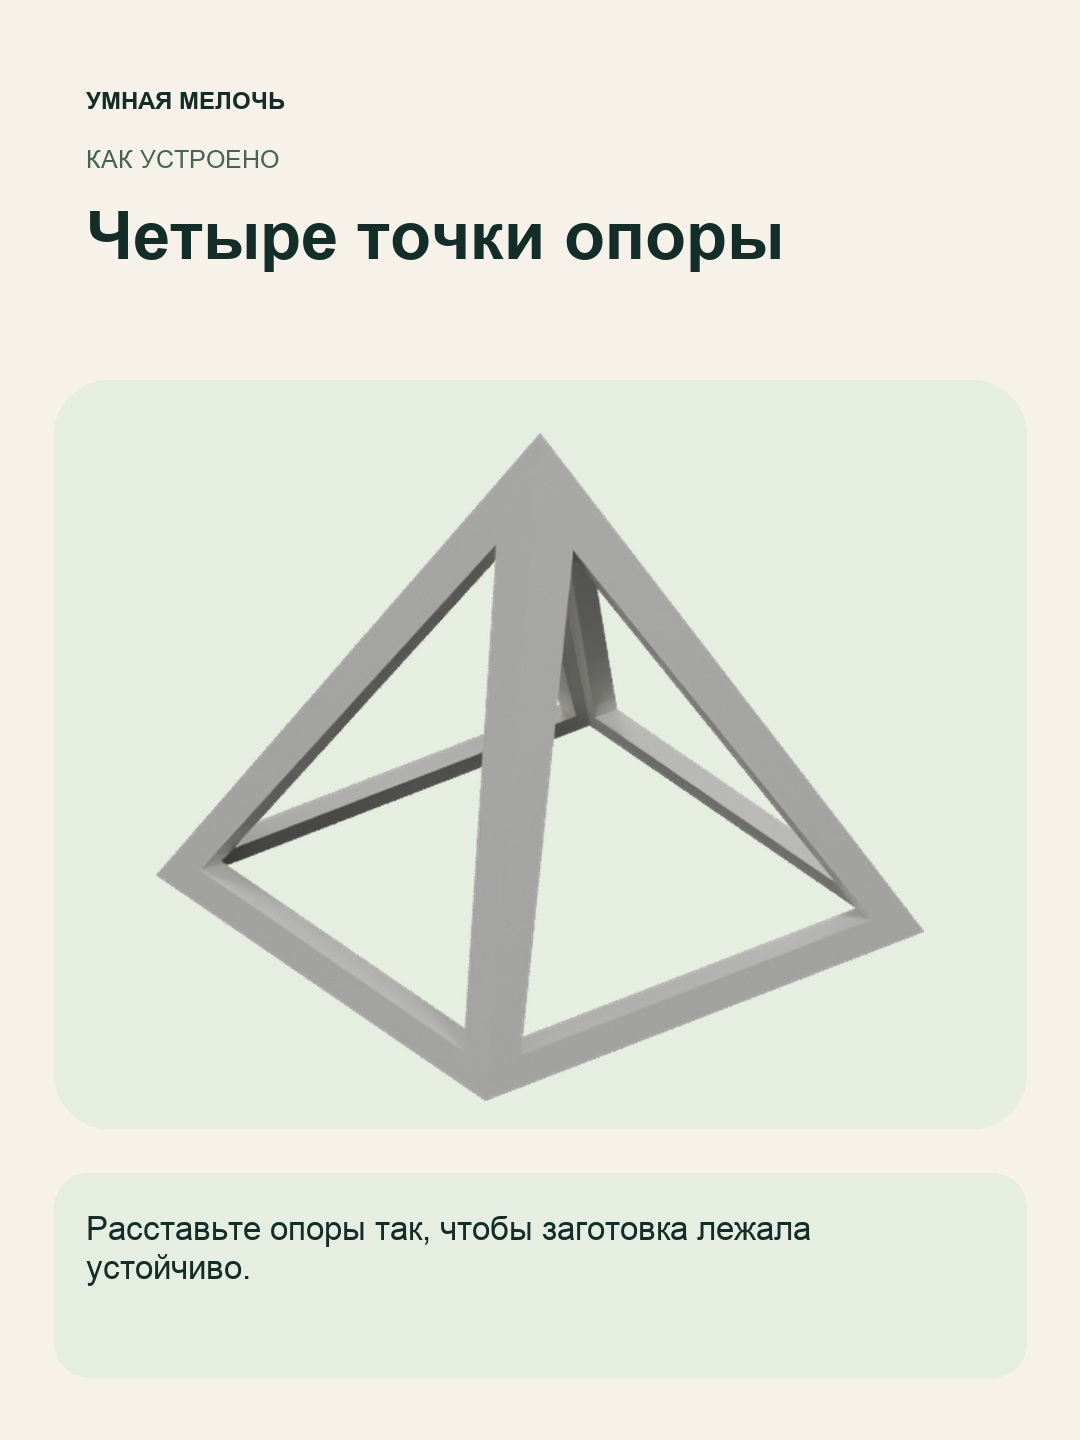 УМНАЯ МЕЛОЧЬ
КАК УСТРОЕНО
Четыре точки опоры
Расставьте опоры так, чтобы заготовка лежала
устойчиво.